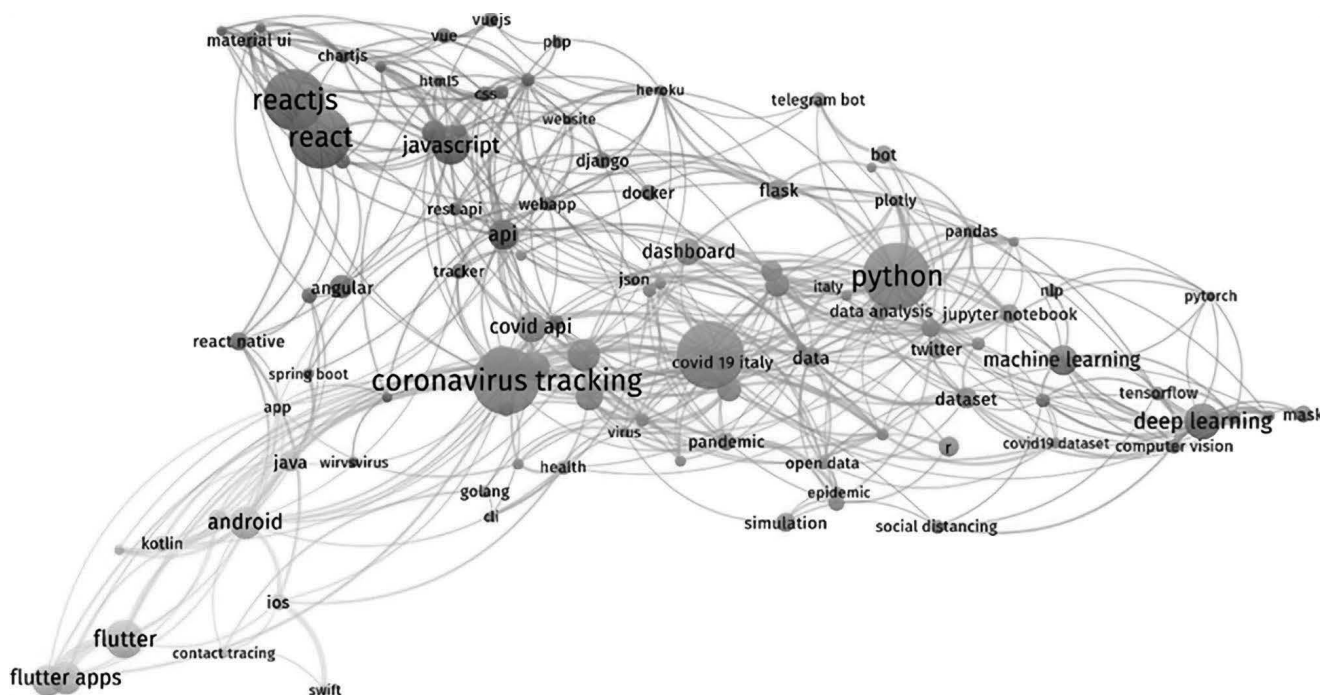 vuejs
material ui
vue
php
chartjs
html5
heroku
css
reactjs
telegram bot
website
react
javascript
bot
django
flask
docker
plotly
rest api
webapp
api
pandas
dashboard
tracker
json
python
angular
italy
nlp
pytorch
data analysis
jupyter notebook
covid api
react native
twitter
data
machine learning
covid 19 italy
spring boot
coronavirus tracking
tensorflow
dataset
app
mask
deep learning
virus
pandemic
r
covid19 dataset
computer vision
java
wirvsvirus
health
open data
golang
epidemic
cli
android
simulation
social distancing
kotlin
ios
flutter
contact tracing
flutter apps
swift